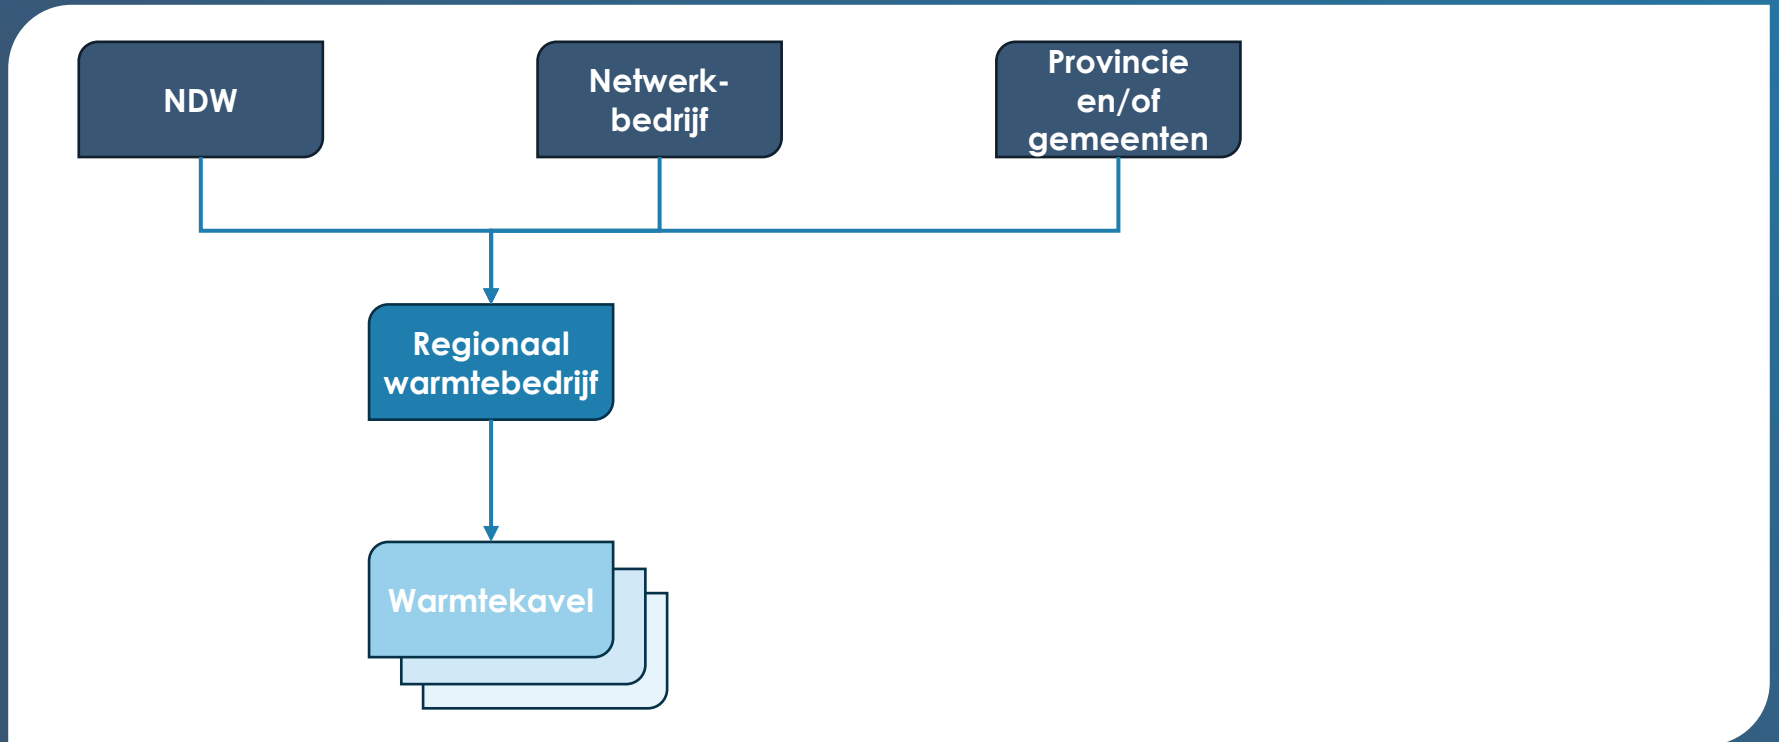 NDW
Netwerk-
bedrijf
Provincie
en/of
gemeenten
Regionaal
warmtebedrijf
Warmtekavel